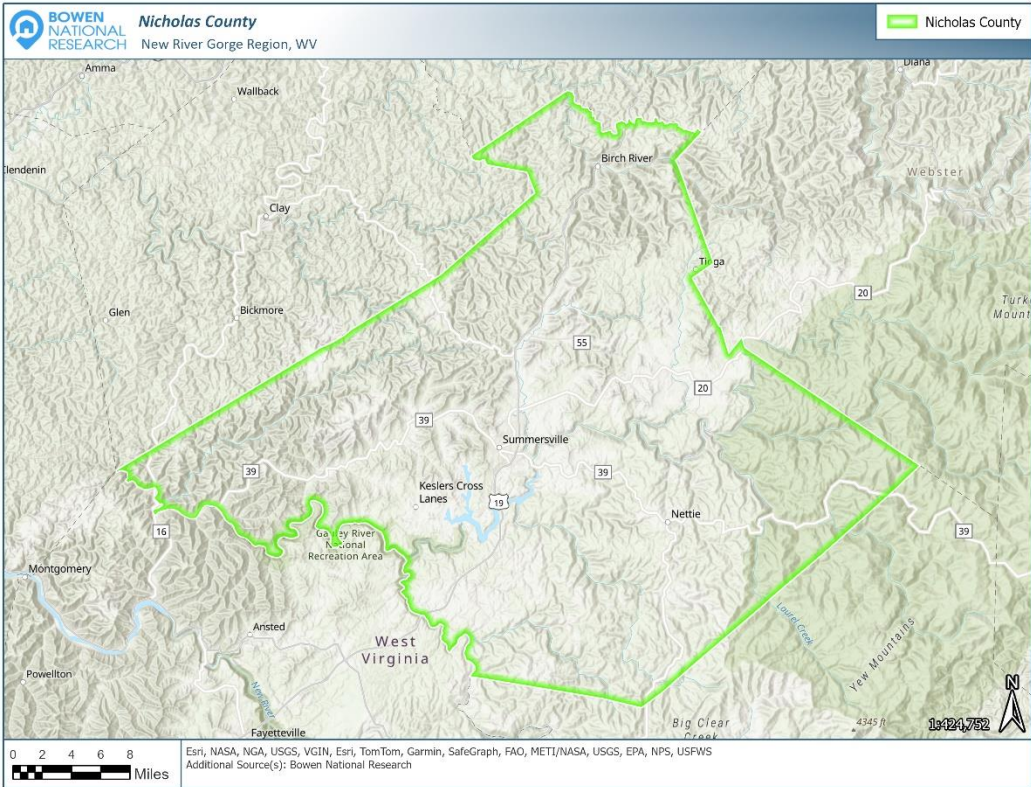 BOWEN
NATIONAL
RESEARCH
Nicholas County
New River Gorge Region, WV
Nicholas County
Amma
Diana
Wallback
Birch River
Clendenin
Webster
Clay
Tioga
20
Glen
Bickmore
Mount
55
20
39
Summersville
39
39
Keslers Cross
Lanes
19
Nettie
16
39
Gauley River
National
Recreation Area
Montgomery
Laurel Creek
Ansted
West
Virginia
Yew Mountains
Powellton
New River
N
Big Clear
Creek
4345 ft
1:424,752
Fayetteville
0 2 4 6 8
Miles
Esri, NASA, NGA, USGS, VGIN, Esri, TomTom, Garmin, SafeGraph, FAO, METI/NASA, USGS, EPA, NPS, USFWS
Additional Source(s): Bowen National Research